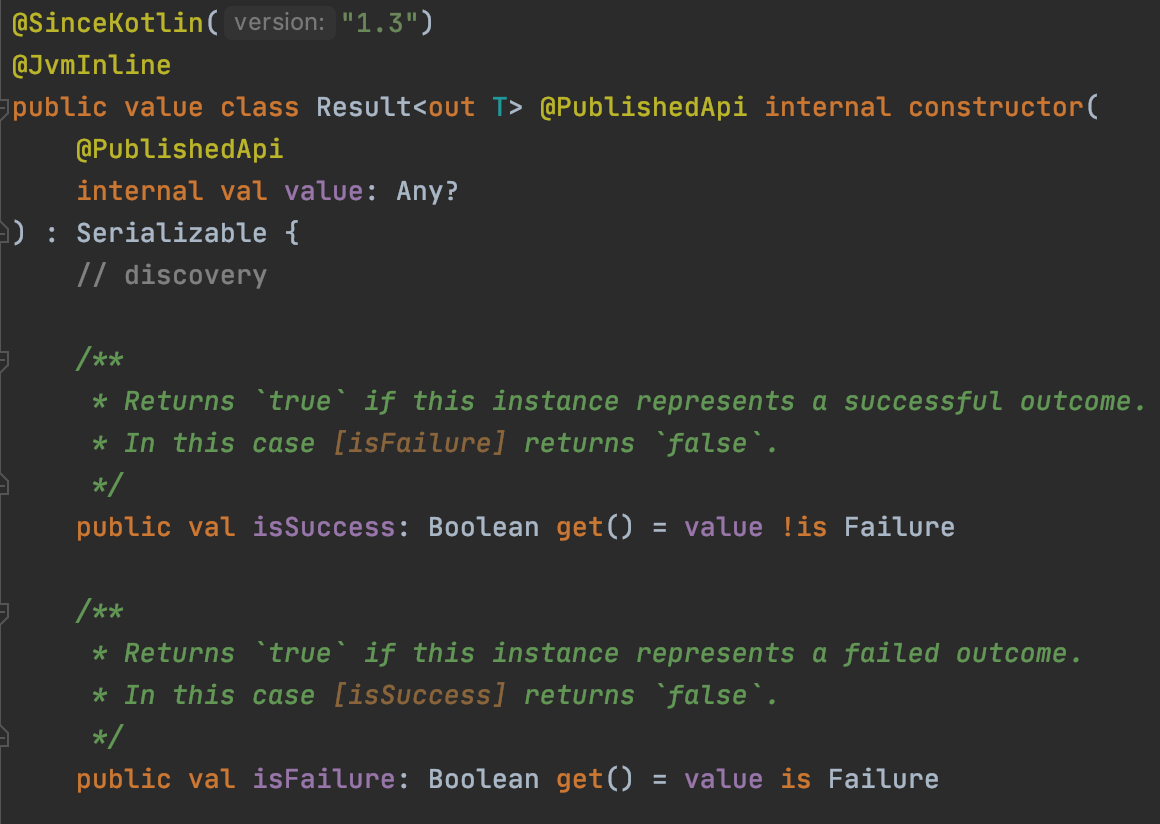 @SinceKotlin( version: "1.3")
@JvmInline
public value class Result<out T> @PublishedApi internal constructor(
    @PublishedApi
    internal val value: Any?
) : Serializable {
    // discovery
    /**
     * Returns `true` if this instance represents a successful outcome.
     * In this case [isFailure] returns `false`.
     */
    public val isSuccess: Boolean get() = value !is Failure
    /**
     * Returns `true` if this instance represents a failed outcome.
     * In this case [isSuccess] returns `false`.
     */
    public val isFailure: Boolean get() = value is Failure